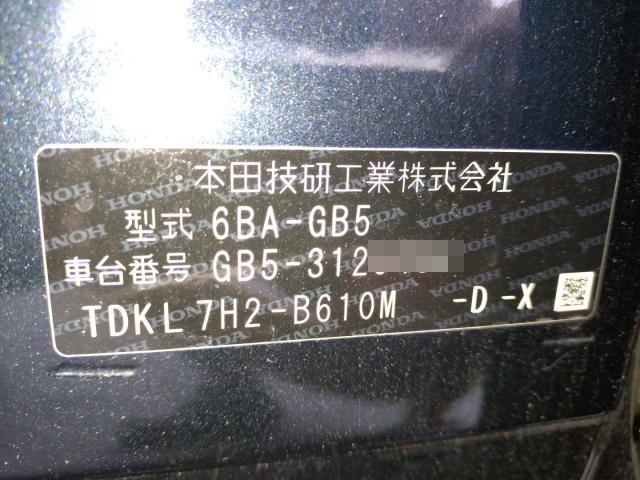 本田技研工業株式会社
型式 6BA-GB5
車台番号 GB5-312
TDKL 7H2-B610M -D -X